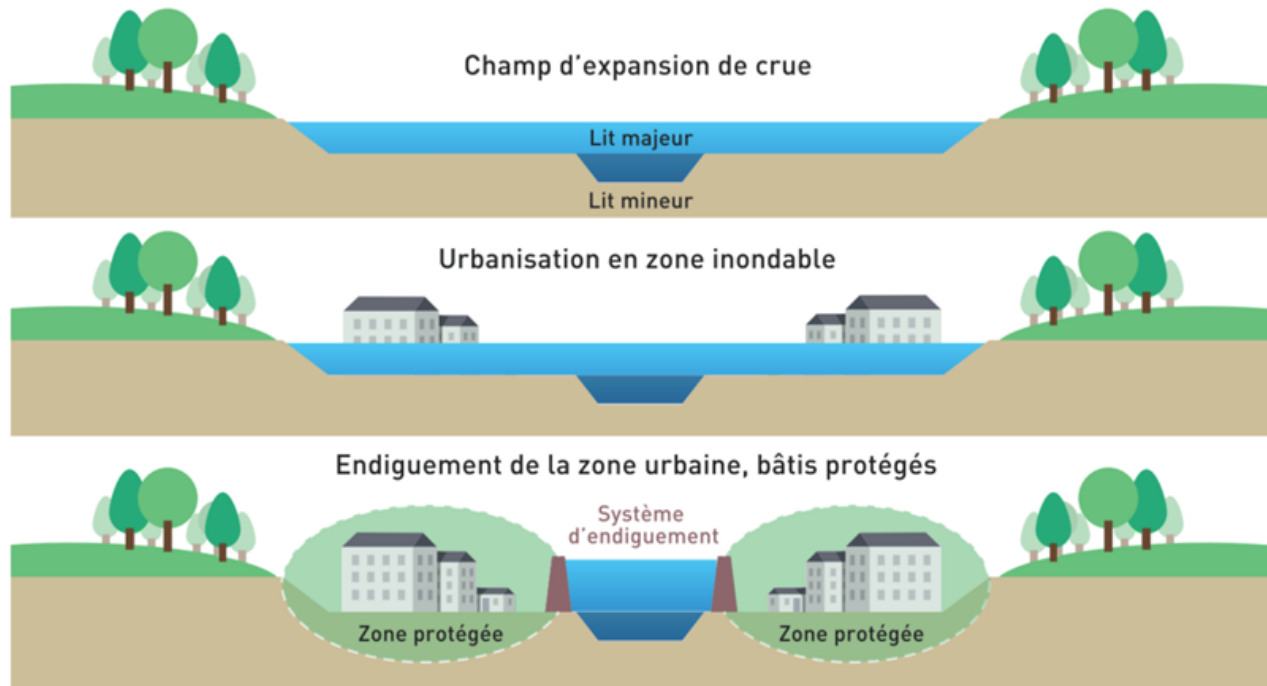 Champ d'expansion de crue
Lit majeur
Lit mineur
Urbanisation en zone inondable
Endiguement de la zone urbaine, bâtis protégés
Système
d'endiguement
Zone protégée
Zone protégée